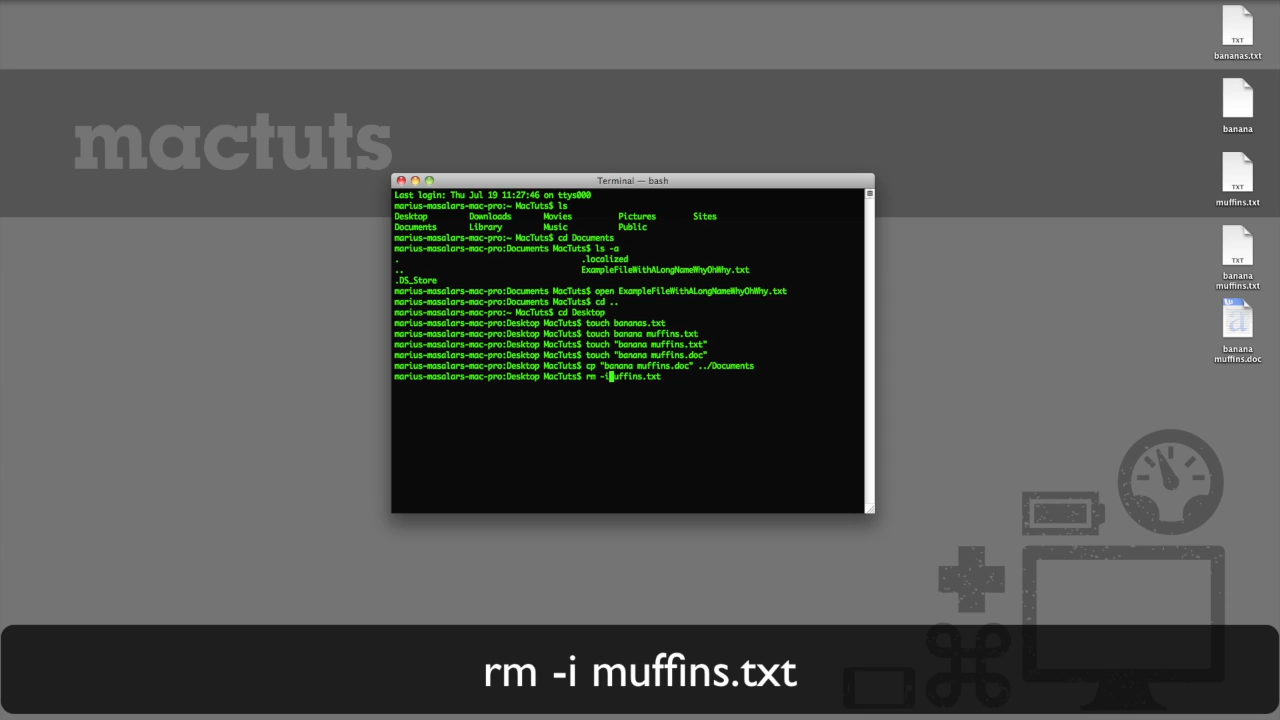 mactuts
Terminal — bash
Last login: Thu Jul 19 11:27:46 on ttys000
marius-masalars-mac-pro:~ MacTuts$ ls
Desktop Downloads Movies Pictures Sites
Documents Library Music Public
marius-masalars-mac-pro:~ MacTuts$ cd Documents
marius-masalars-mac-pro:Documents MacTuts$ ls -a
. .localized
.. ExampleFileWithALongNameWhyOhWhy.txt
.DS_Store
marius-masalars-mac-pro:Documents MacTuts$ open ExampleFileWithALongNameWhyOhWhy.txt
marius-masalars-mac-pro:Documents MacTuts$ cd ..
marius-masalars-mac-pro:~ MacTuts$ cd Desktop
marius-masalars-mac-pro:Desktop MacTuts$ touch bananas.txt
marius-masalars-mac-pro:Desktop MacTuts$ touch banana muffins.txt
marius-masalars-mac-pro:Desktop MacTuts$ touch "banana muffins.txt"
marius-masalars-mac-pro:Desktop MacTuts$ touch "banana muffins.doc"
marius-masalars-mac-pro:Desktop MacTuts$ cp "banana muffins.doc" ../Documents
marius-masalars-mac-pro:Desktop MacTuts$ rm -i uffins.txt
TXT
bananas.txt
banana
TXT
muffins.txt
TXT
banana
muffins.txt
a
banana
muffins.doc
rm -i muffins.txt